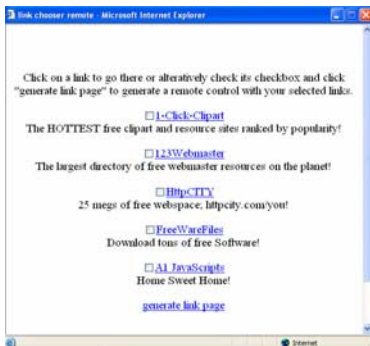 link chooser remote - Microsoft Internet Explorer
Click on a link to go there or alteratively check its checkbox and click
"generate link page" to generate a remote control with your selected links.
1-Click-Clipart
The HOTTEST free clipart and resource sites ranked by popularity!
123Webmaster
The largest directory of free webmaster resources on the planet!
HttpCITY
25 megs of free webspace; httpcity.com/you!
FreeWareFiles
Download tons of free Software!
A1 JavaScripts
Home Sweet Home!
generate link page
Internet